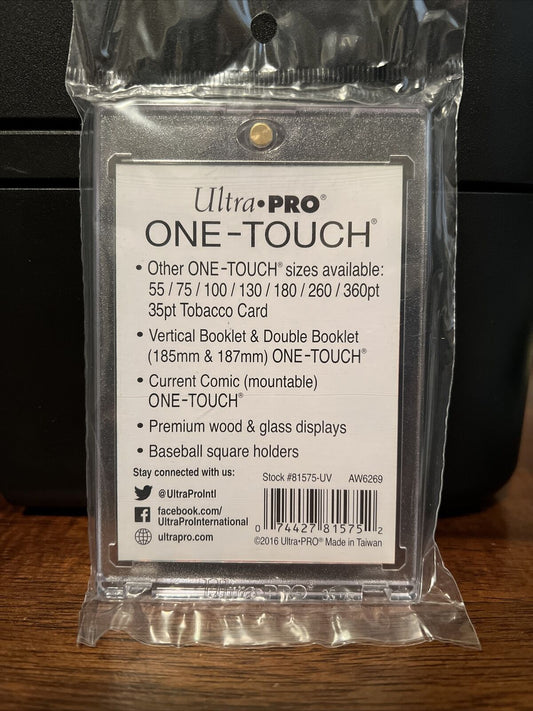 Ultra•PRO®
ONE-TOUCH®
• Other ONE-TOUCH® sizes available:
55 / 75 / 100 / 130 / 180 / 260 / 360pt
35pt Tobacco Card
• Vertical Booklet & Double Booklet
(185mm & 187mm) ONE-TOUCH®
• Current Comic (mountable)
ONE-TOUCH®
• Premium wood & glass displays
• Baseball square holders
Stay connected with us:
@UltraProIntl
facebook.com/
UltraProInternational
ultrapro.com
Stock #81575-UV AW6269
0 74427 81575 2
©2016 Ultra•PRO® Made in Taiwan
Ultra•PRO®